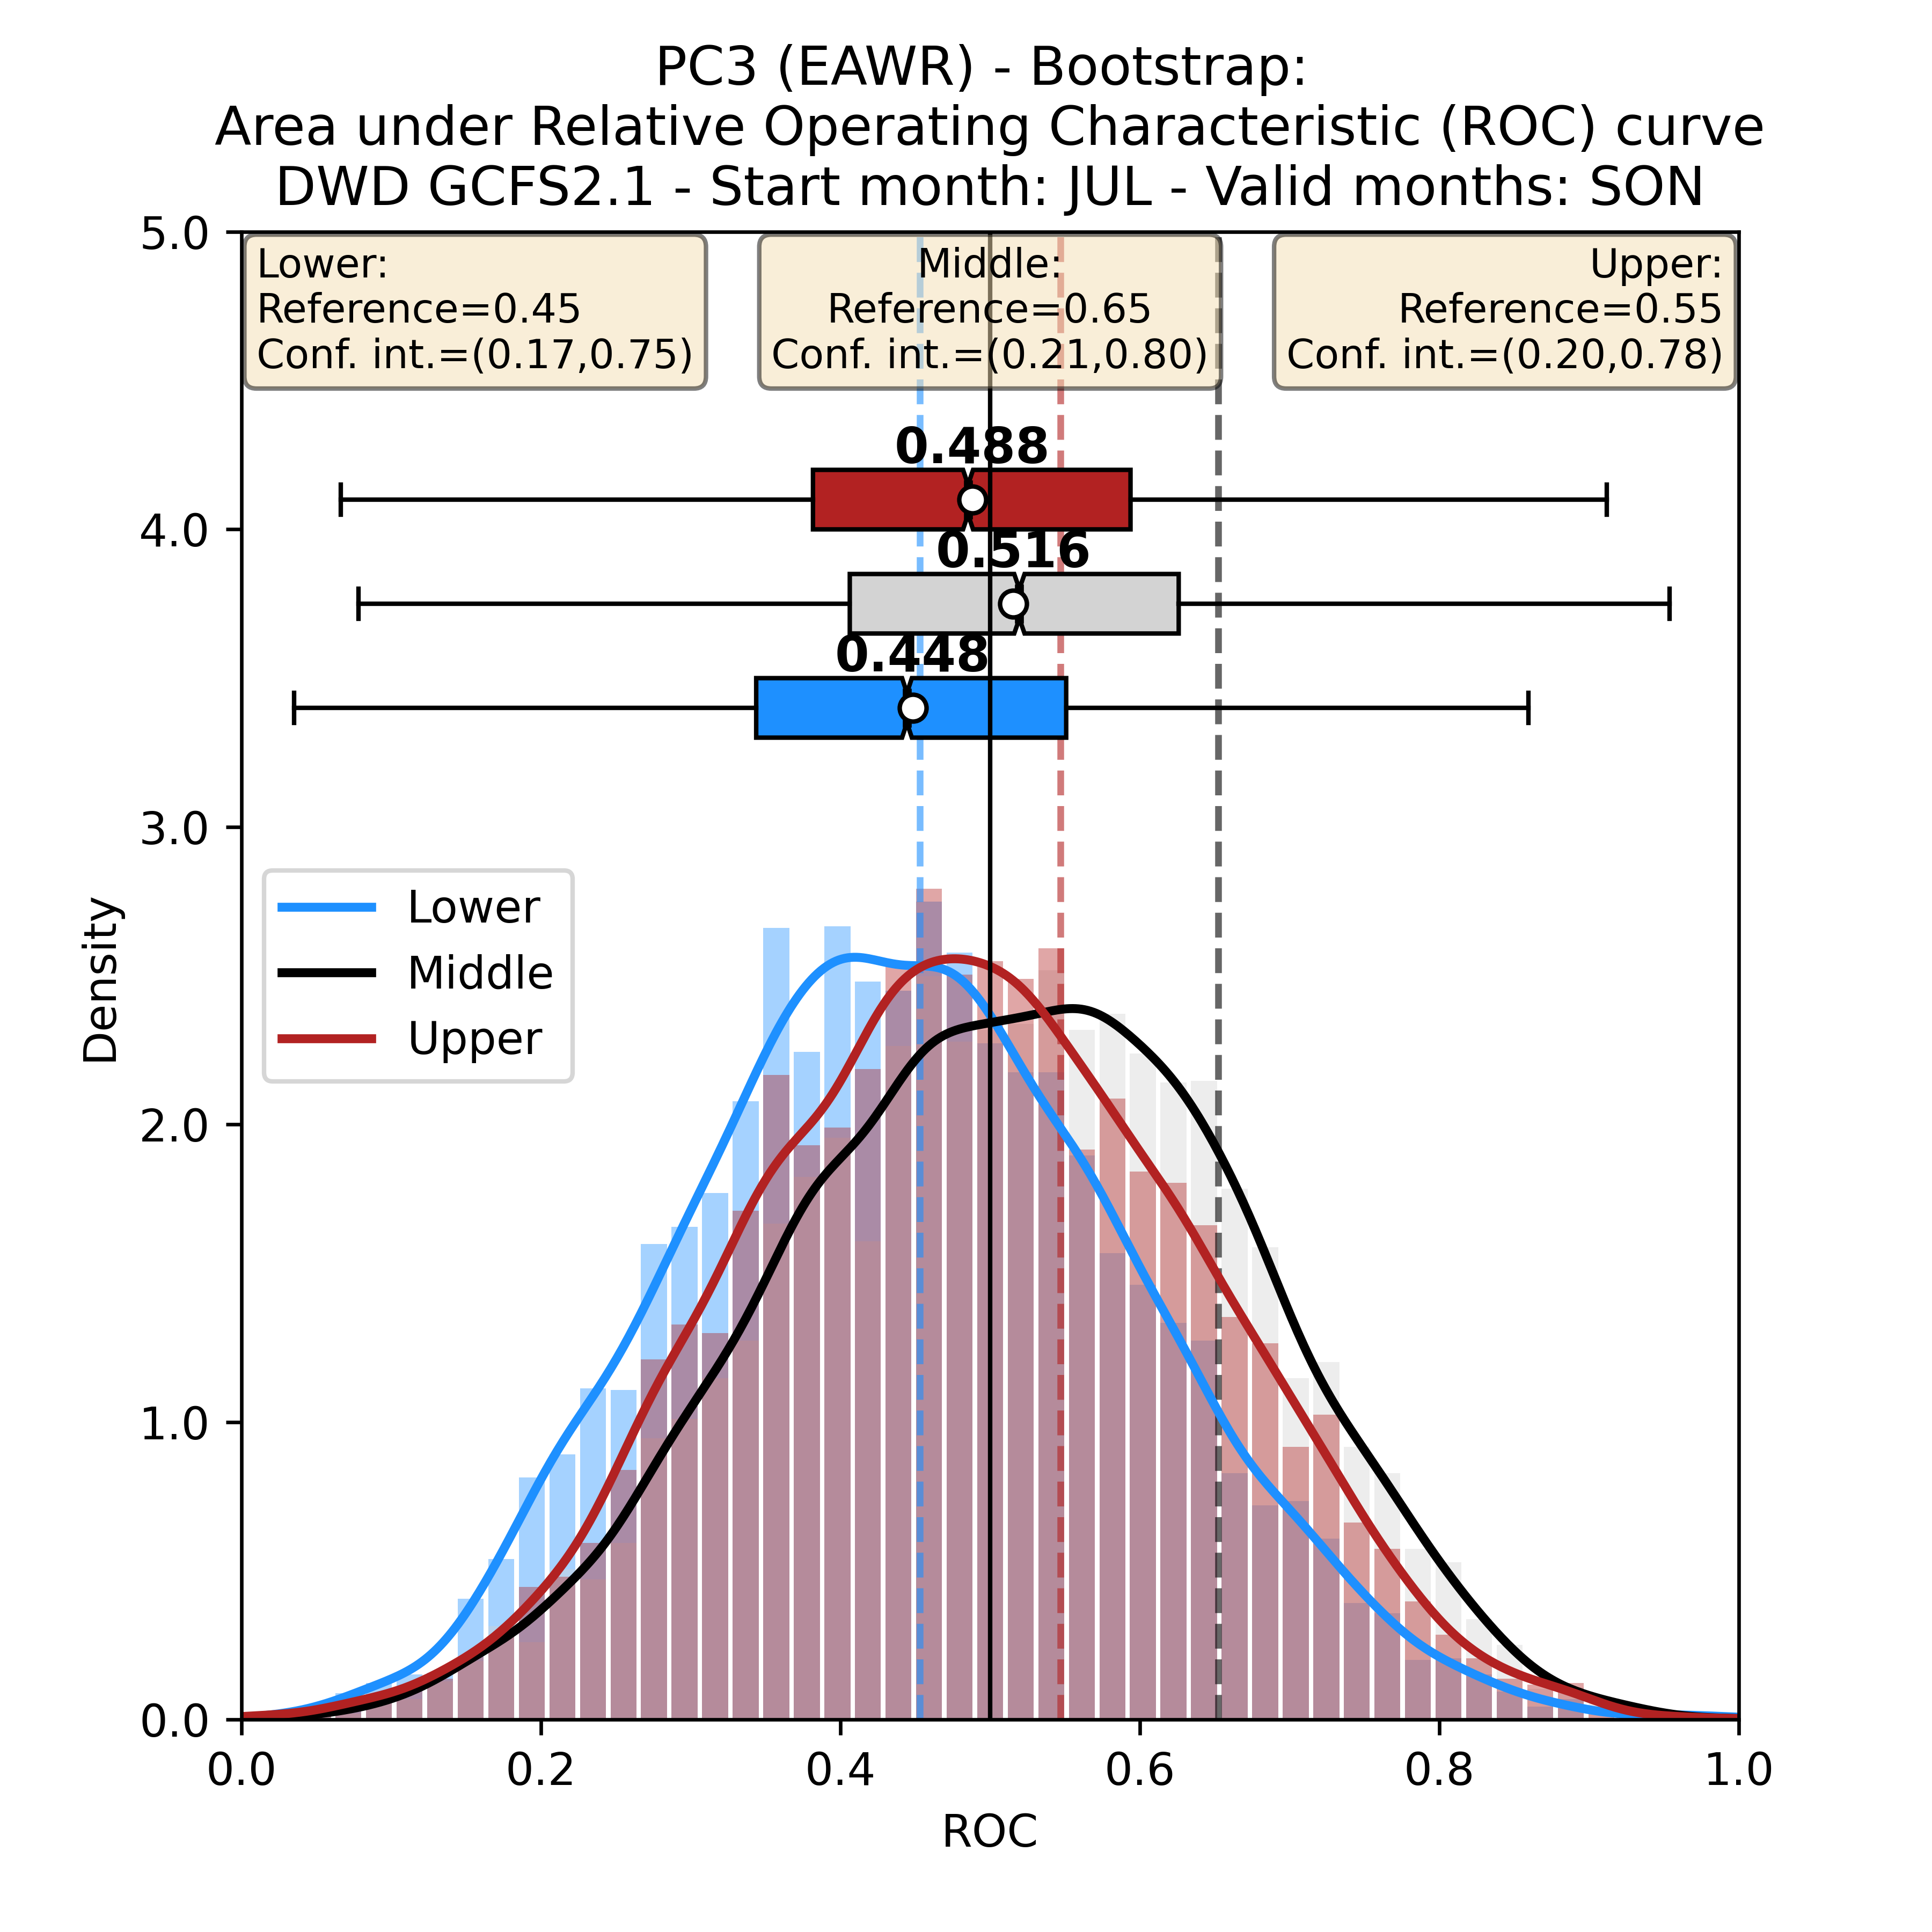 PC3 (EAWR) - Bootstrap:
Area under Relative Operating Characteristic (ROC) curve
DWD GCFS2.1 - Start month: JUL - Valid months: SON
Lower:
Reference=0.45
Conf. int.=(0.17,0.75)
Middle:
Reference=0.65
Conf. int.=(0.21,0.80)
Upper:
Reference=0.55
Conf. int.=(0.20,0.78)
0.488
0.516
0.448
Lower
Middle
Upper
Density
5.0
4.0
3.0
2.0
1.0
0.0
0.0 0.2 0.4 0.6 0.8 1.0
ROC